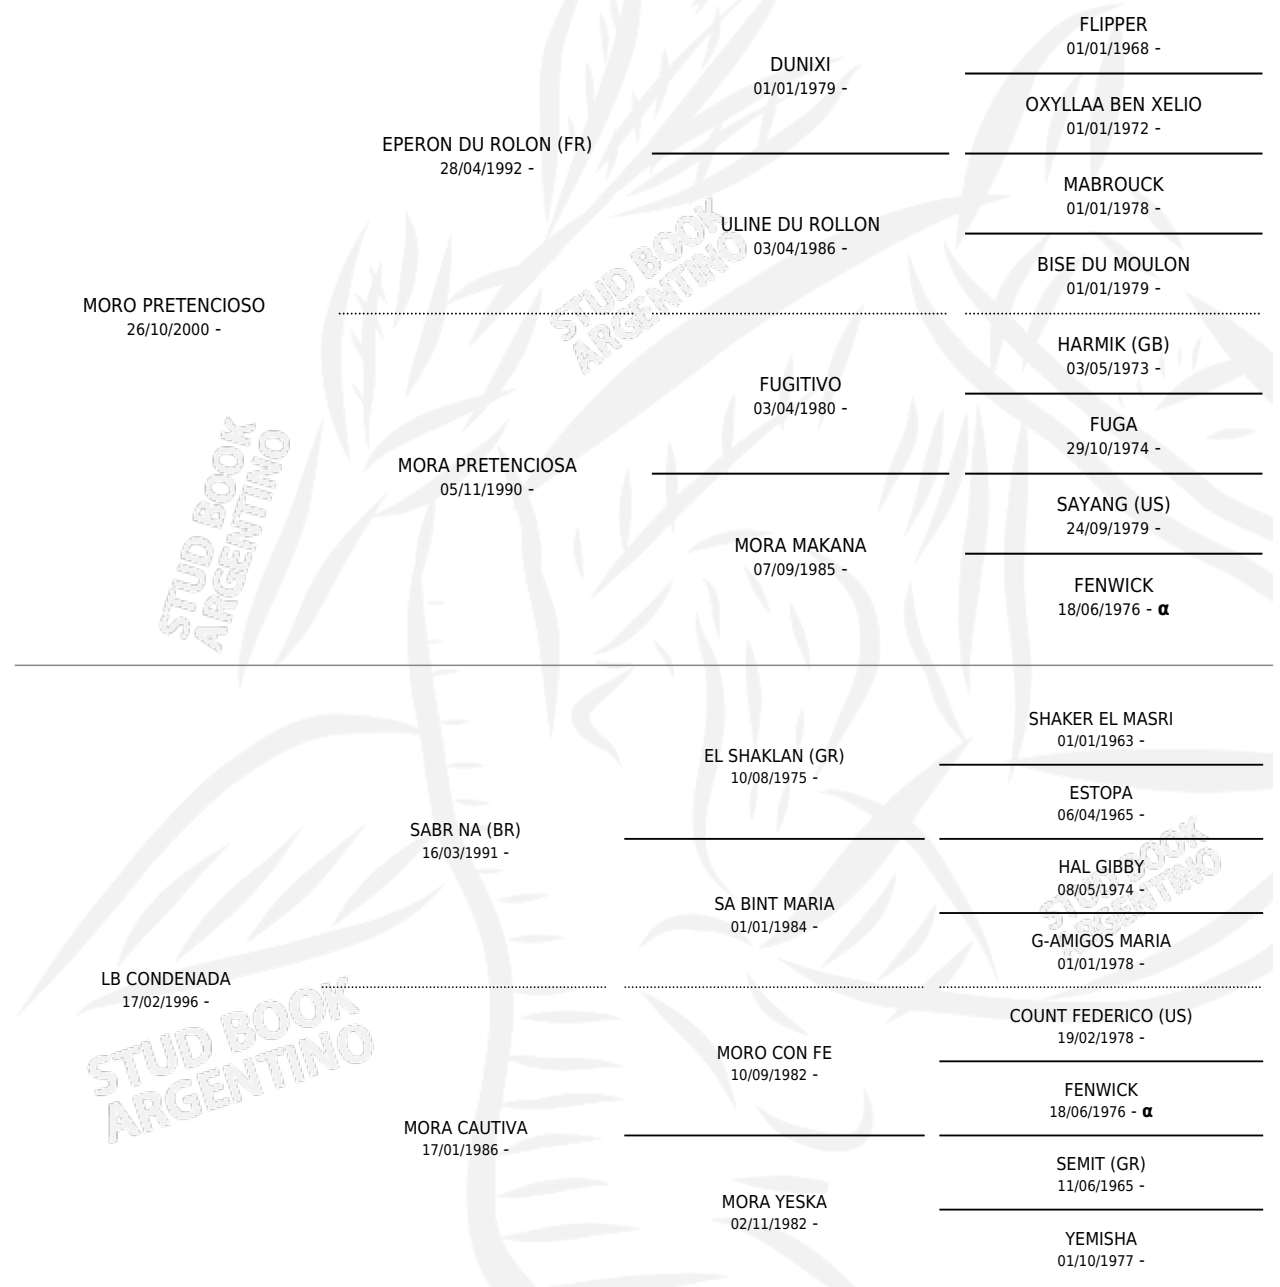 FLIPPER
01/01/1968 -
DUNIXI
01/01/1979 -
OXYLLAA BEN XELIO
01/01/1972 -
EPERON DU ROLON (FR)
28/04/1992 -
MABROUCK
01/01/1978 -
ULINE DU ROLLON
03/04/1986 -
BISE DU MOULON
01/01/1979 -
MORO PRETENCIOSO
26/10/2000 -
HARMIK (GB)
03/05/1973 -
FUGITIVO
03/04/1980 -
FUGA
29/10/1974 -
MORA PRETENCIOSA
05/11/1990 -
SAYANG (US)
24/09/1979 -
MORA MAKANA
07/09/1985 -
FENWICK
18/06/1976 - α
SHAKER EL MASRI
01/01/1963 -
EL SHAKLAN (GR)
10/08/1975 -
ESTOPA
06/04/1965 -
SABR NA (BR)
16/03/1991 -
HAL GIBBY
08/05/1974 -
SA BINT MARIA
01/01/1984 -
G-AMIGOS MARIA
01/01/1978 -
LB CONDENADA
17/02/1996 -
COUNT FEDERICO (US)
19/02/1978 -
MORO CON FE
10/09/1982 -
FENWICK
18/06/1976 - α
MORA CAUTIVA
17/01/1986 -
SEMIT (GR)
11/06/1965 -
MORA YESKA
02/11/1982 -
YEMISHA
01/10/1977 -
STUD BOOK
ARGENTINO
STUD BOOK
ARGENTINO
STUD BOOK
ARGENTINO
STUD BOOK
ARGENTINO